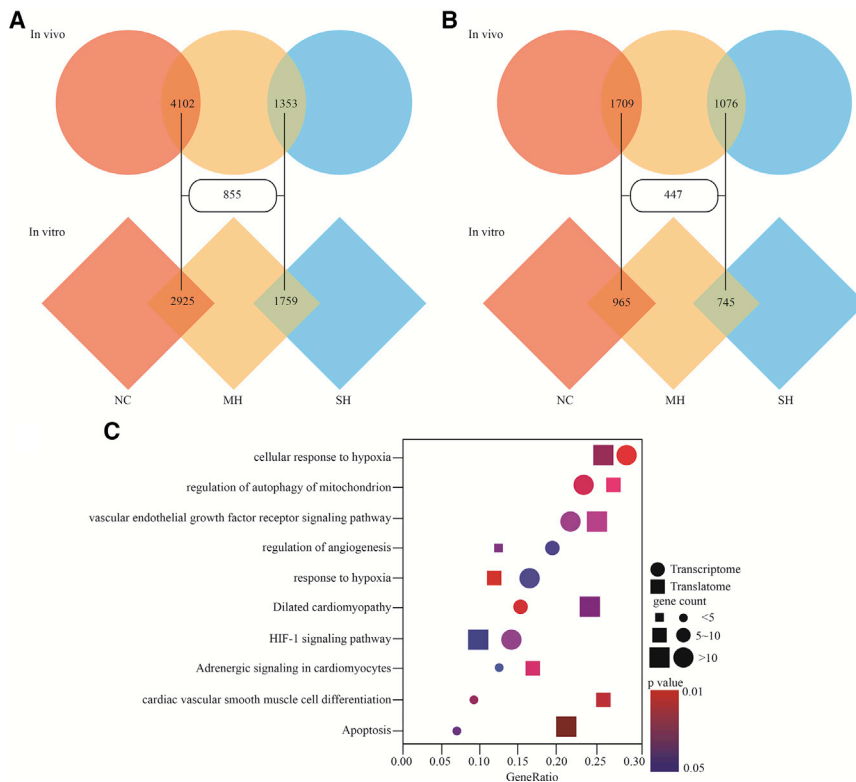 A
In vivo
4102
1353
855
In vitro
2925
1759
NC
MH
SH
B
In vivo
1709
1076
447
In vitro
965
745
NC
MH
SH
C
cellular response to hypoxia
regulation of autophagy of mitochondrion
vascular endothelial growth factor receptor signaling pathway
regulation of angiogenesis
response to hypoxia
Dilated cardiomyopathy
HIF-1 signaling pathway
Adrenergic signaling in cardiomyocytes
cardiac vascular smooth muscle cell differentiation
Apoptosis
0.00 0.05 0.10 0.15 0.20 0.25 0.30
GeneRatio
Transcriptome
Translatome
gene count
<5
5~10
>10
p value
0.01
0.05